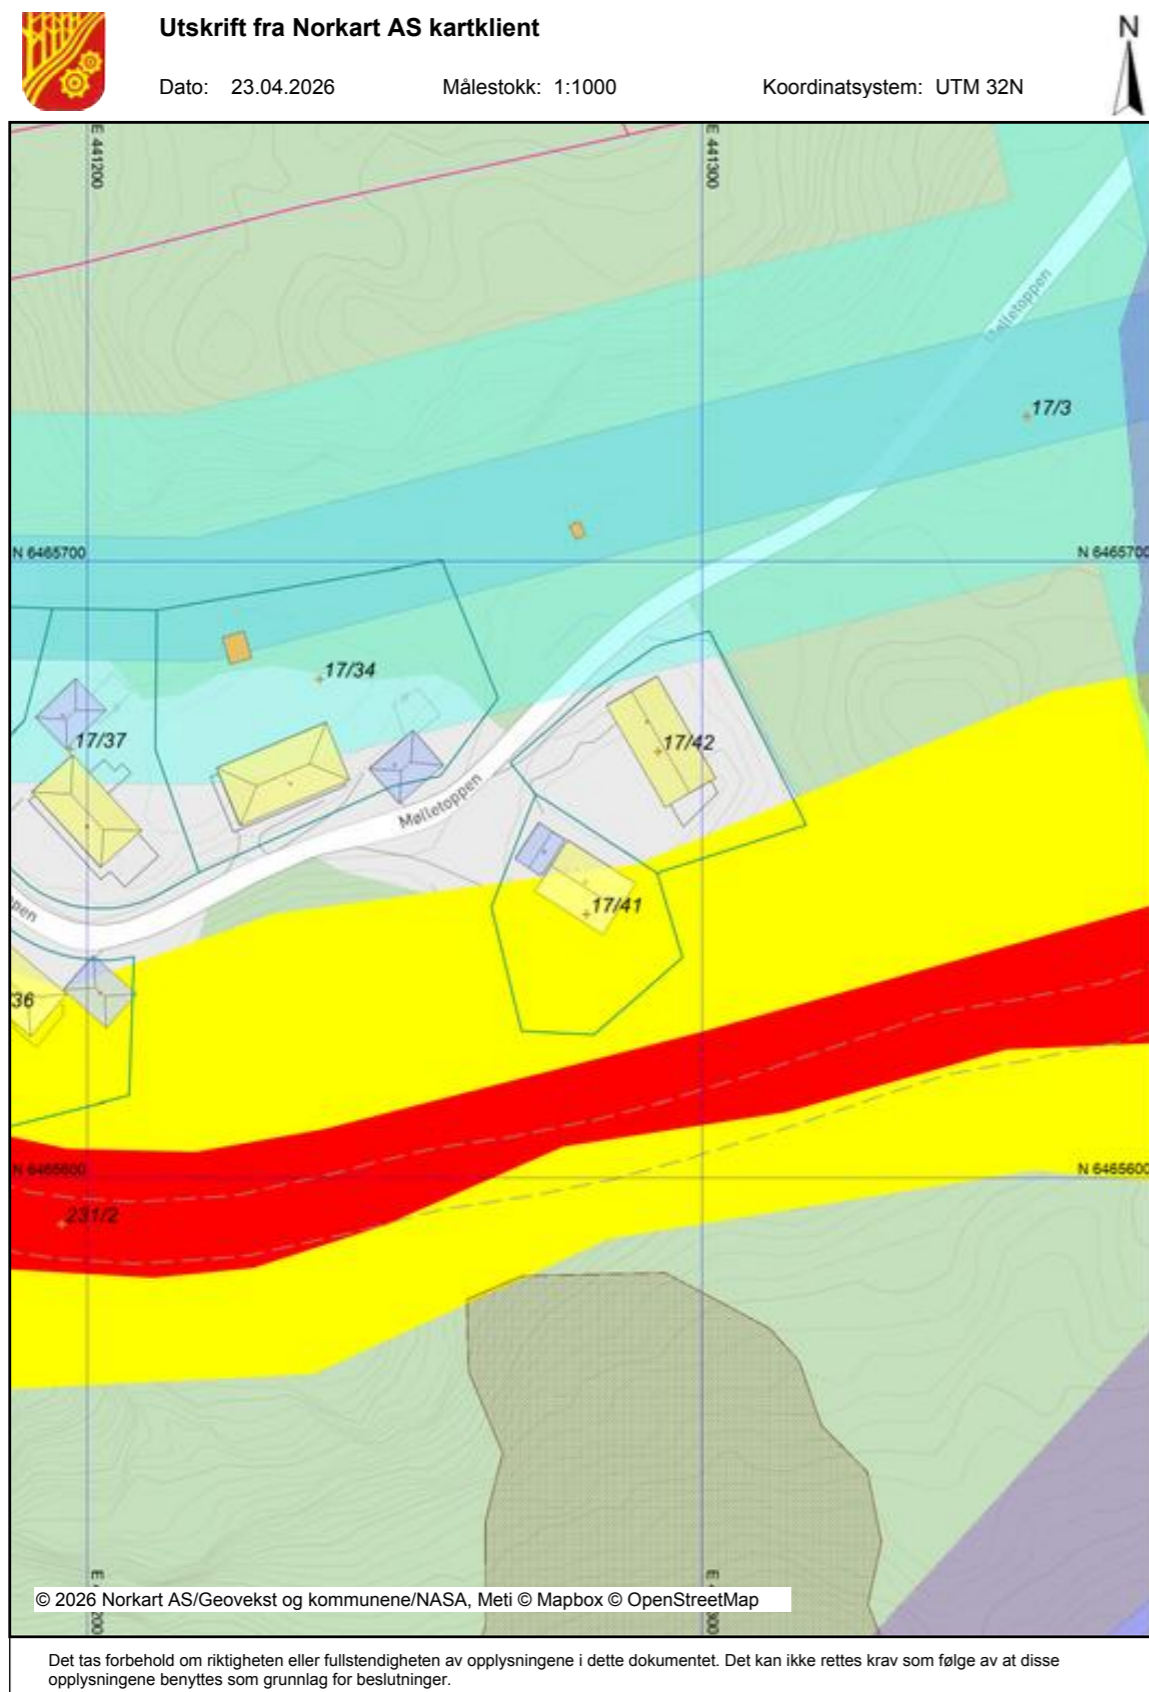 Utskrift fra Norkart AS kartklient
N
Dato: 23.04.2026 Målestokk: 1:1000 Koordinatsystem: UTM 32N
E 441200
E 441300
Mølletoppen
17/3
N 6465700
N 6465700
17/34
17/37
17/42
Mølletoppen
17/41
36
N 6465600
N 6465600
231/2
© 2026 Norkart AS/Geovekst og kommunene/NASA, Meti © Mapbox © OpenStreetMap
Det tas forbehold om riktigheten eller fullstendigheten av opplysningene i dette dokumentet. Det kan ikke rettes krav som følge av at disse
opplysningene benyttes som grunnlag for beslutninger.